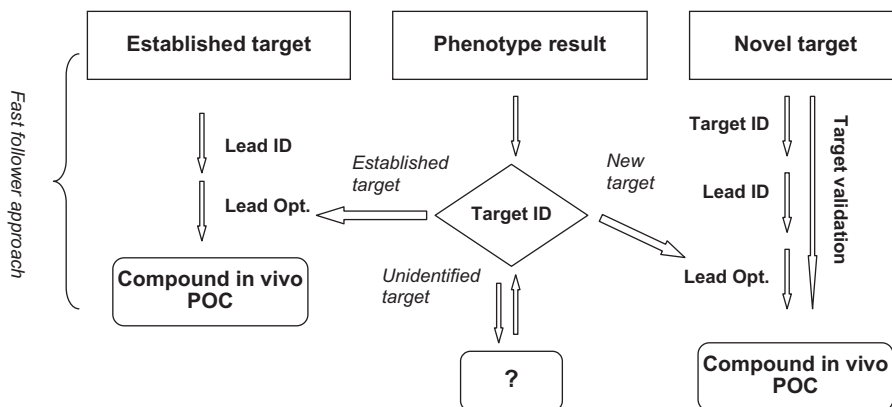 Established target
Phenotype result
Novel target
Fast follower approach
Lead ID
Lead Opt.
Compound in vivo
POC
Established
target
Target ID
New
target
Unidentified
target
?
Target ID
Lead ID
Lead Opt.
Target validation
Compound in vivo
POC